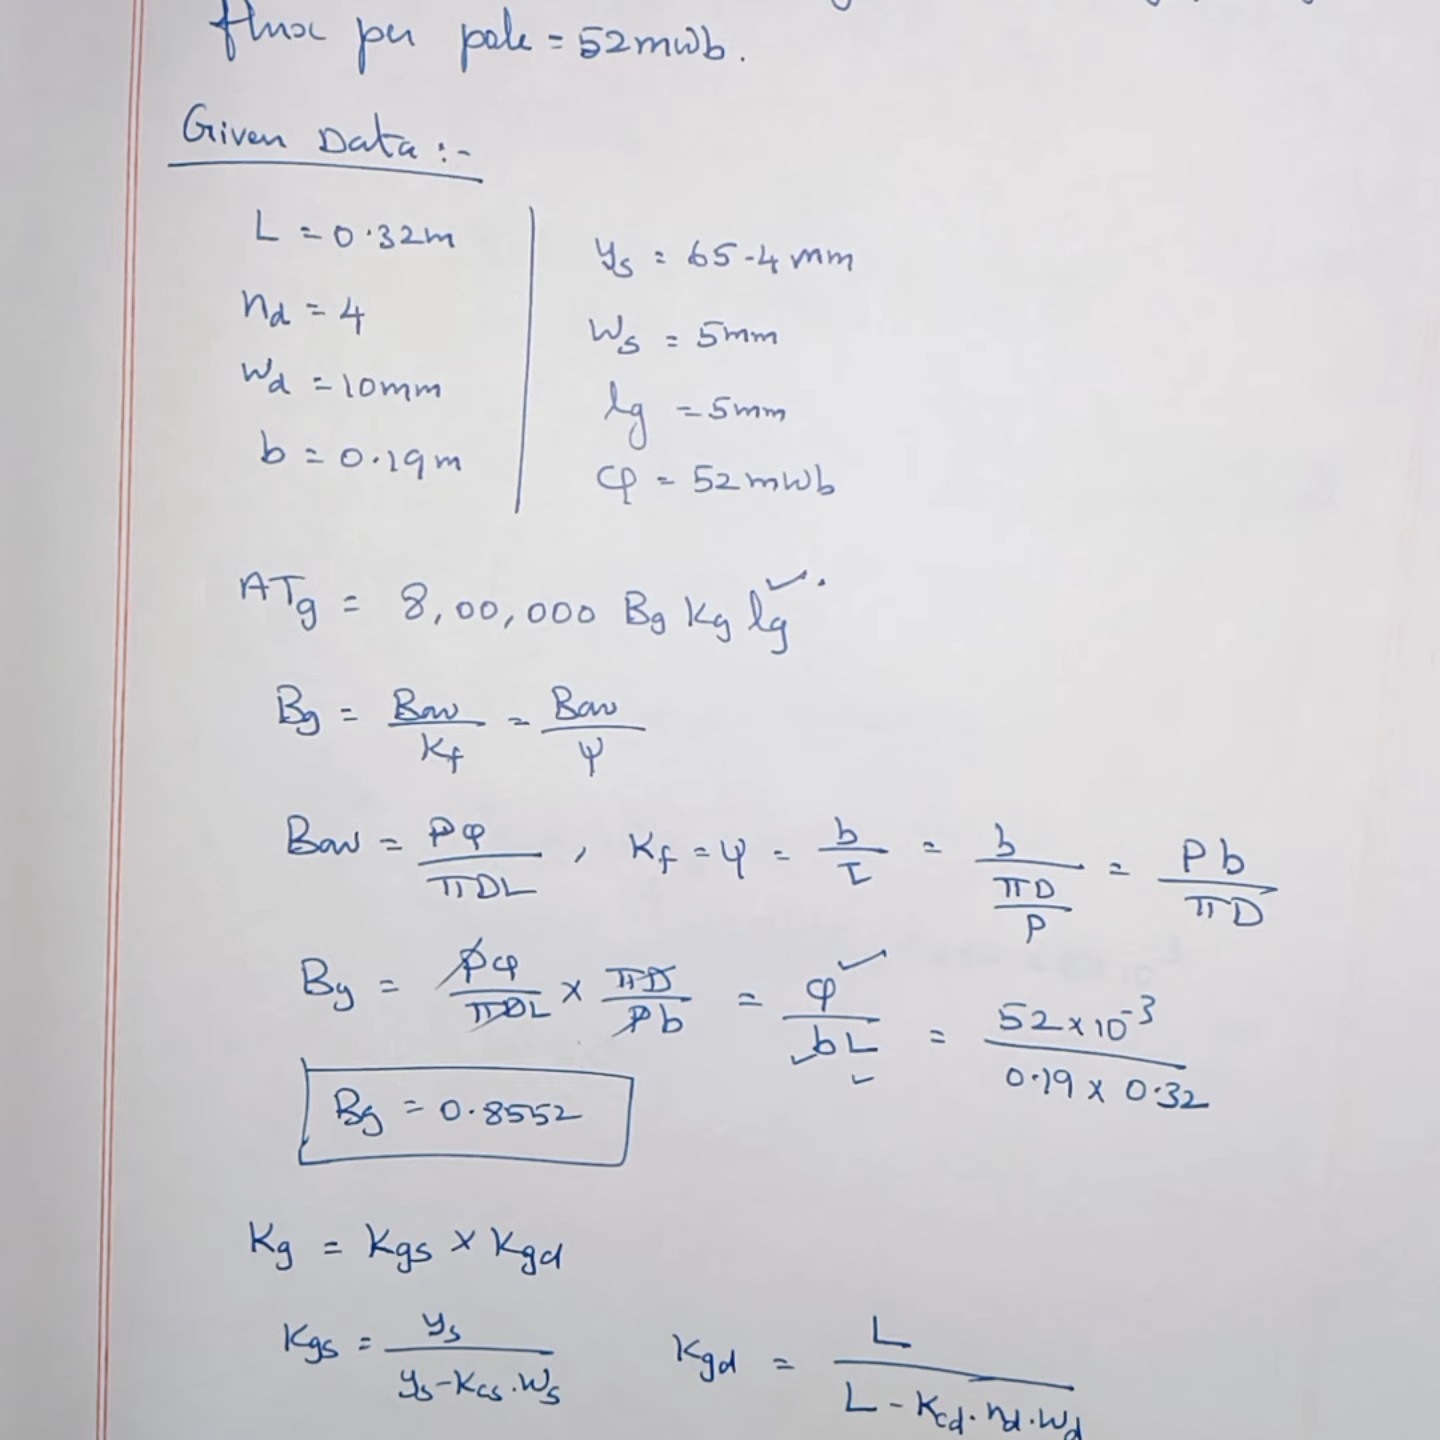 flux per pole = 52mwb.
Given Data :-
L = 0.32m
nd = 4
Wd = 10mm
b = 0.19m
ys = 65.4 mm
Ws = 5mm
lg = 5mm
φ = 52mWb
ATg = 8,00,000 Bg Kg lg
Bg = Bav / Kf = Bav / ψ
Bav = Pφ / πDL , Kf = ψ = b / τ = b / (πD / P) = Pb / πD
Bg = Pφ / πDL × πD / Pb = φ / bL = 52 × 10⁻³ / 0.19 × 0.32
Bg = 0.8552
Kg = Kgs × Kgd
Kgs = ys / ys - Kcs . Ws
Kgd = L / L - Kcd . nd . Wd